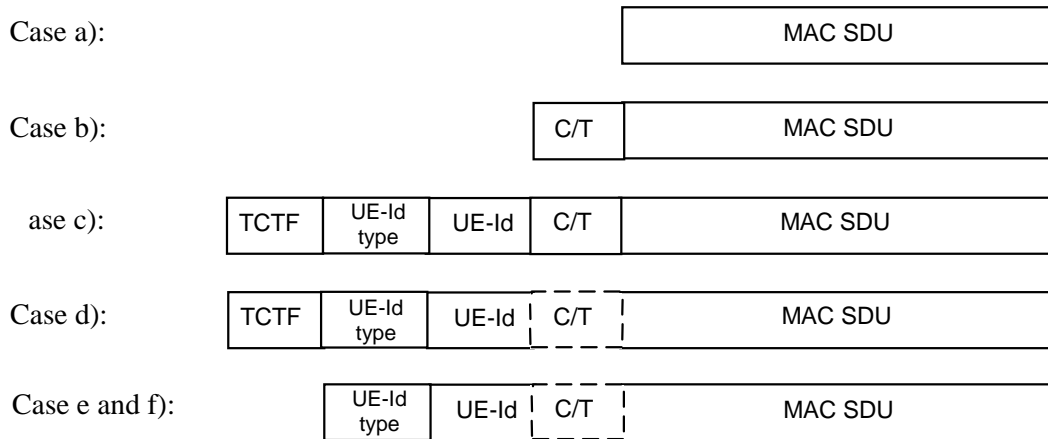 Case a): MAC SDU
Case b): C/T MAC SDU
ase c): TCTF UE-Id type UE-Id C/T MAC SDU
Case d): TCTF UE-Id type UE-Id C/T MAC SDU
Case e and f): UE-Id type UE-Id C/T MAC SDU